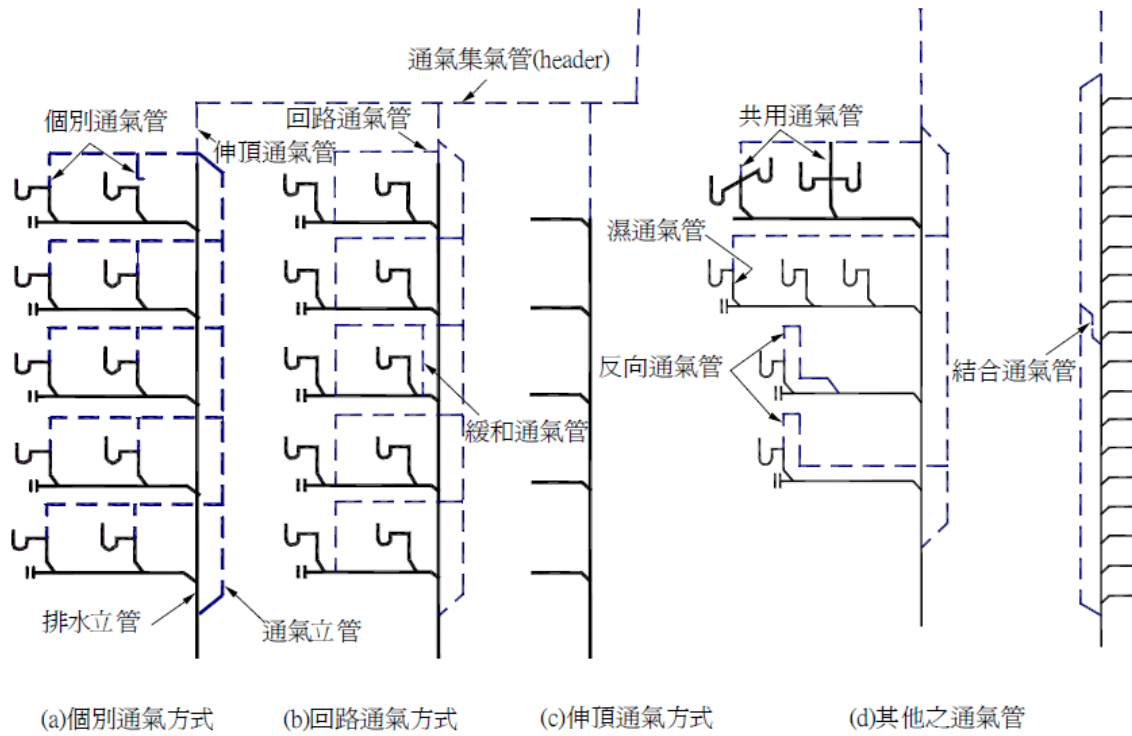 通氣集氣管(header)
個別通氣管
伸頂通氣管
回路通氣管
共用通氣管
濕通氣管
反向通氣管
結合通氣管
緩和通氣管
排水立管
通氣立管
(a)個別通氣方式
(b)回路通氣方式
(c)伸頂通氣方式
(d)其他之通氣管